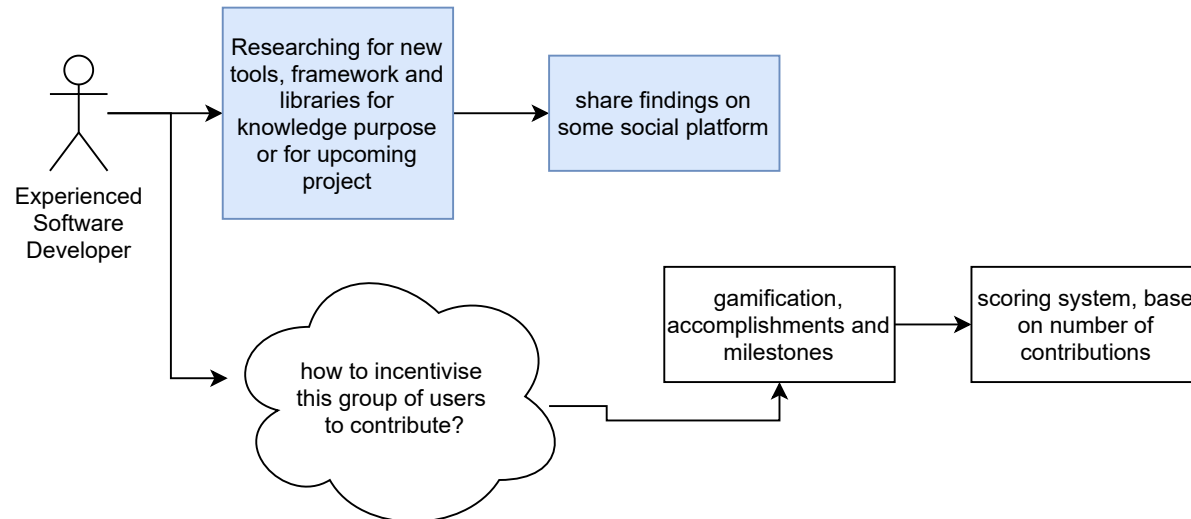 Researching for new
tools, framework and
libraries for
knowledge purpose
or for upcoming
project
share findings on
some social platform
Experienced
Software
Developer
how to incentivise
this group of users
to contribute?
gamification,
accomplishments and
milestones
scoring system, base
on number of
contributions